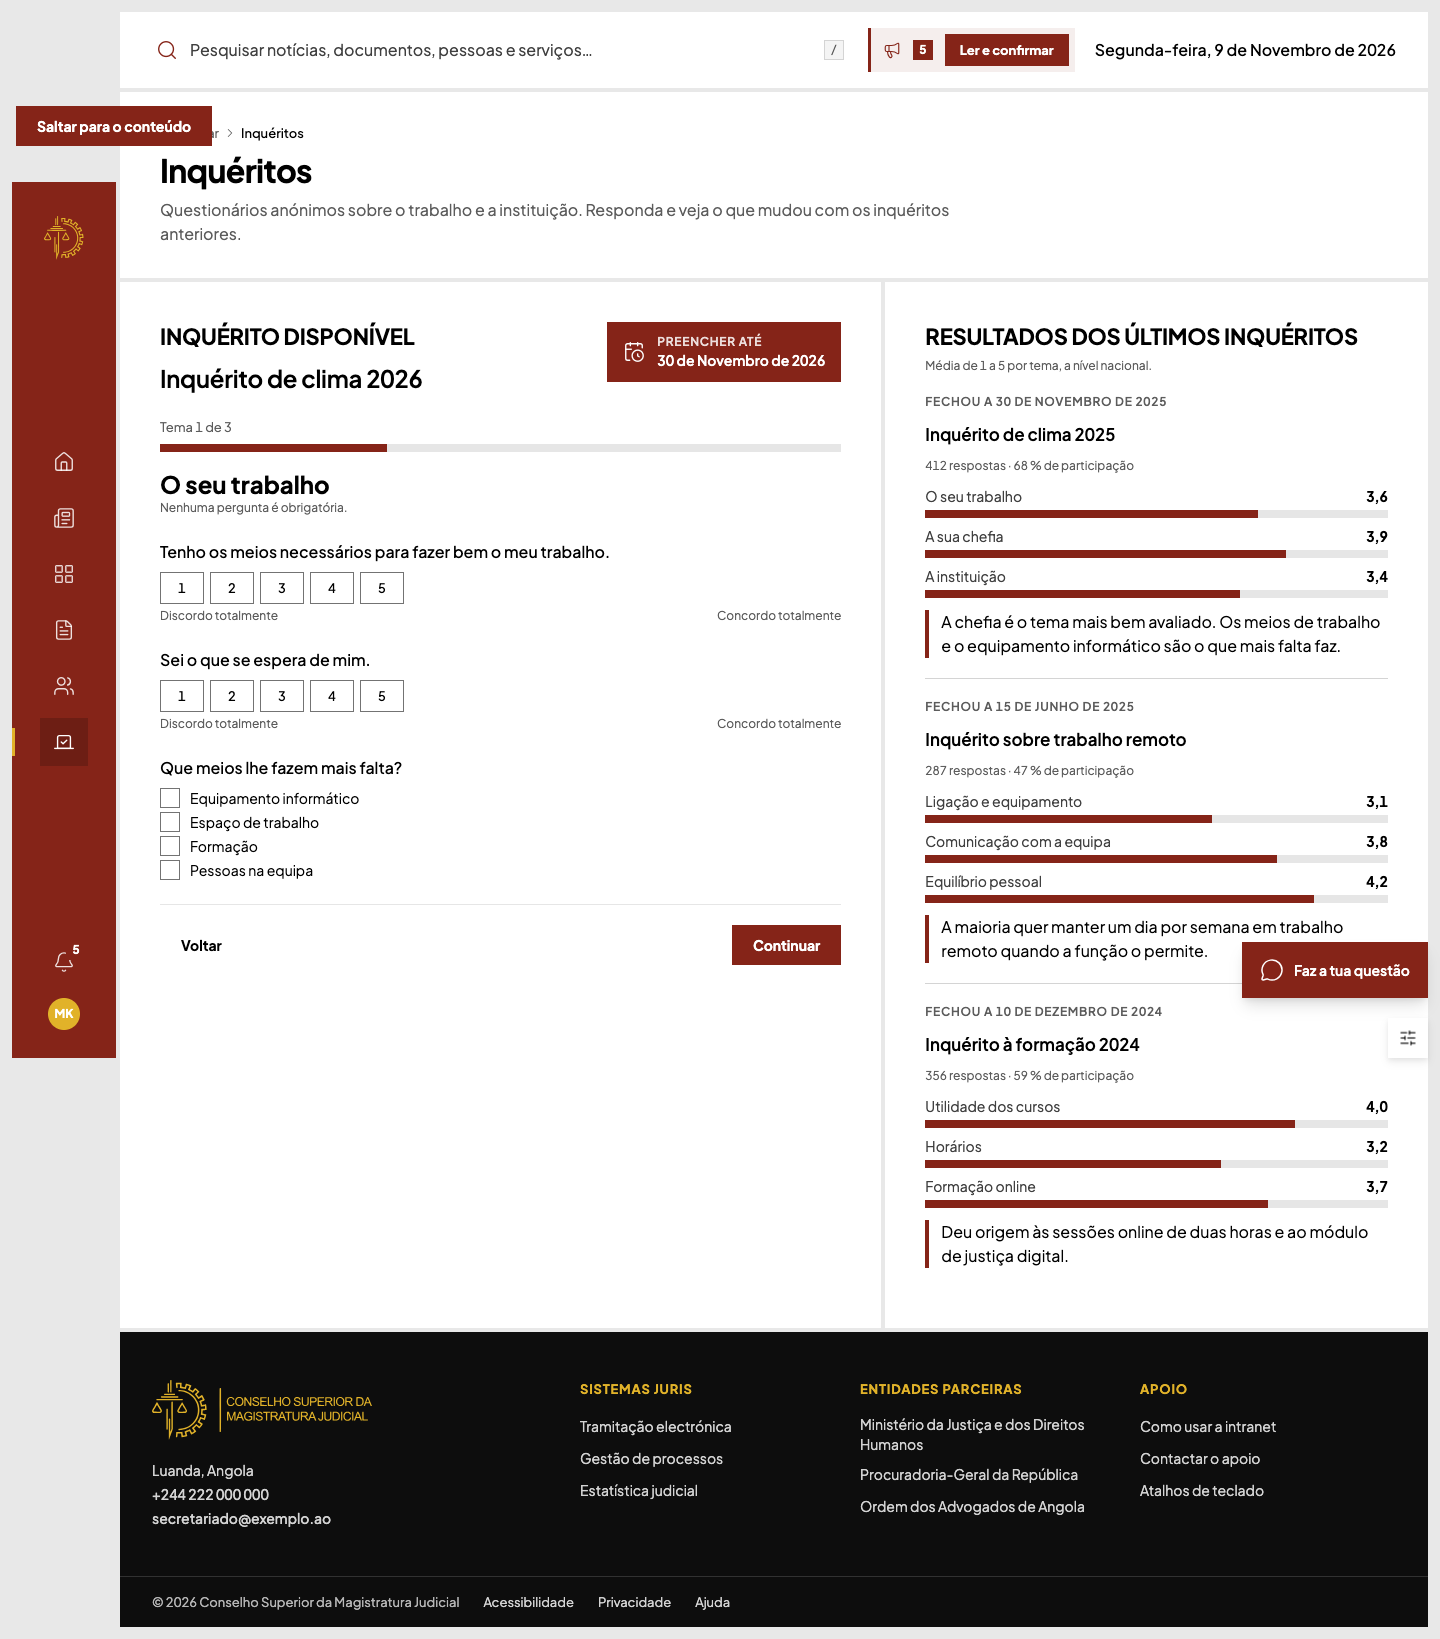 Pesquisar notícias, documentos, pessoas e serviços...
/
5
Ler e confirmar
Segunda-feira, 9 de Novembro de 2026
Saltar para o conteúdo
Inquéritos
Inquéritos
Questionários anónimos sobre o trabalho e a instituição. Responda e veja o que mudou com os inquéritos
anteriores.
5
MK
INQUÉRITO DISPONÍVEL
Inquérito de clima 2026
PREENCHER ATÉ
30 de Novembro de 2026
Tema 1 de 3
O seu trabalho
Nenhuma pergunta é obrigatória.
Tenho os meios necessários para fazer bem o meu trabalho.
1 2 3 4 5
Discordo totalmente Concordo totalmente
Sei o que se espera de mim.
1 2 3 4 5
Discordo totalmente Concordo totalmente
Que meios lhe fazem mais falta?
Equipamento informático
Espaço de trabalho
Formação
Pessoas na equipa
Voltar
Continuar
RESULTADOS DOS ÚLTIMOS INQUÉRITOS
Média de 1 a 5 por tema, a nível nacional.
FECHOU A 30 DE NOVEMBRO DE 2025
Inquérito de clima 2025
412 respostas · 68 % de participação
O seu trabalho 3,6
A sua chefia 3,9
A instituição 3,4
A chefia é o tema mais bem avaliado. Os meios de trabalho
e o equipamento informático são o que mais falta faz.
FECHOU A 15 DE JUNHO DE 2025
Inquérito sobre trabalho remoto
287 respostas · 47 % de participação
Ligação e equipamento 3,1
Comunicação com a equipa 3,8
Equilíbrio pessoal 4,2
A maioria quer manter um dia por semana em trabalho
remoto quando a função o permite.
Faz a tua questão
FECHOU A 10 DE DEZEMBRO DE 2024
Inquérito à formação 2024
356 respostas · 59 % de participação
Utilidade dos cursos 4,0
Horários 3,2
Formação online 3,7
Deu origem às sessões online de duas horas e ao módulo
de justiça digital.
CONSELHO SUPERIOR DA
MAGISTRATURA JUDICIAL
Luanda, Angola
+244 222 000 000
secretariado@exemplo.ao
SISTEMAS JURIS
Tramitação electrónica
Gestão de processos
Estatística judicial
ENTIDADES PARCEIRAS
Ministério da Justiça e dos Direitos
Humanos
Procuradoria-Geral da República
Ordem dos Advogados de Angola
APOIO
Como usar a intranet
Contactar o apoio
Atalhos de teclado
© 2026 Conselho Superior da Magistratura Judicial
Acessibilidade
Privacidade
Ajuda